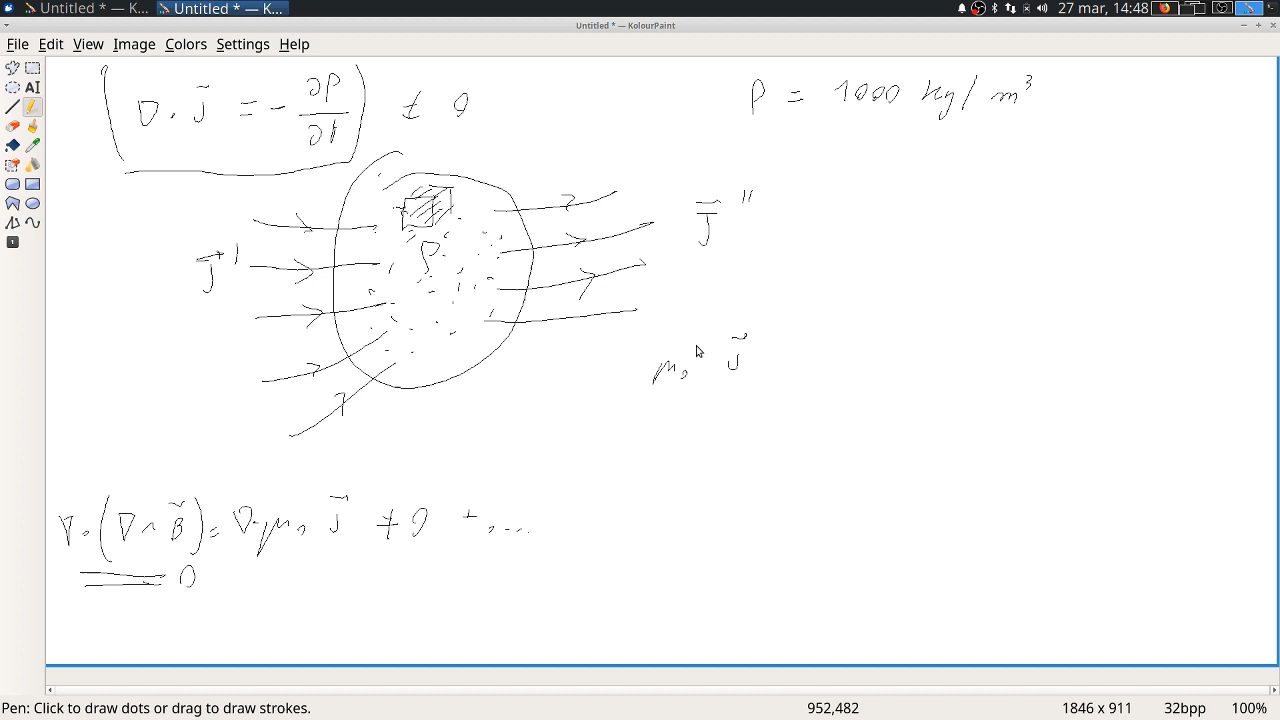 Untitled * — K...
Untitled * — K...
27 mar, 14:48
Untitled * — KolourPaint
File Edit View Image Colors Settings Help
∇ · J⃗ = - ∂ρ/∂t ≠ 0
ρ = 1000 kg/m³
J⃗ '
ρ
J⃗ "
μ₀ J⃗
∇ · (∇ ∧ B⃗) = ∇ · μ₀ J⃗ ≠ 0 + ....
0
Pen: Click to draw dots or drag to draw strokes.
952,482
1846 x 911
32bpp
100%